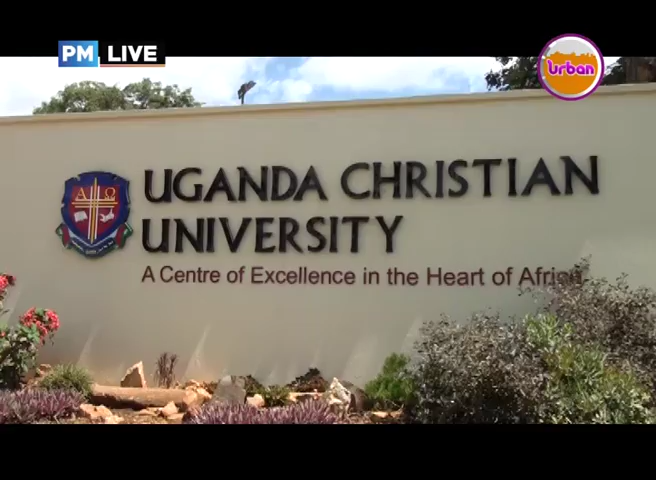 PM LIVE
Urban
UGANDA CHRISTIAN
UNIVERSITY
A Centre of Excellence in the Heart of Africa
Α Ω